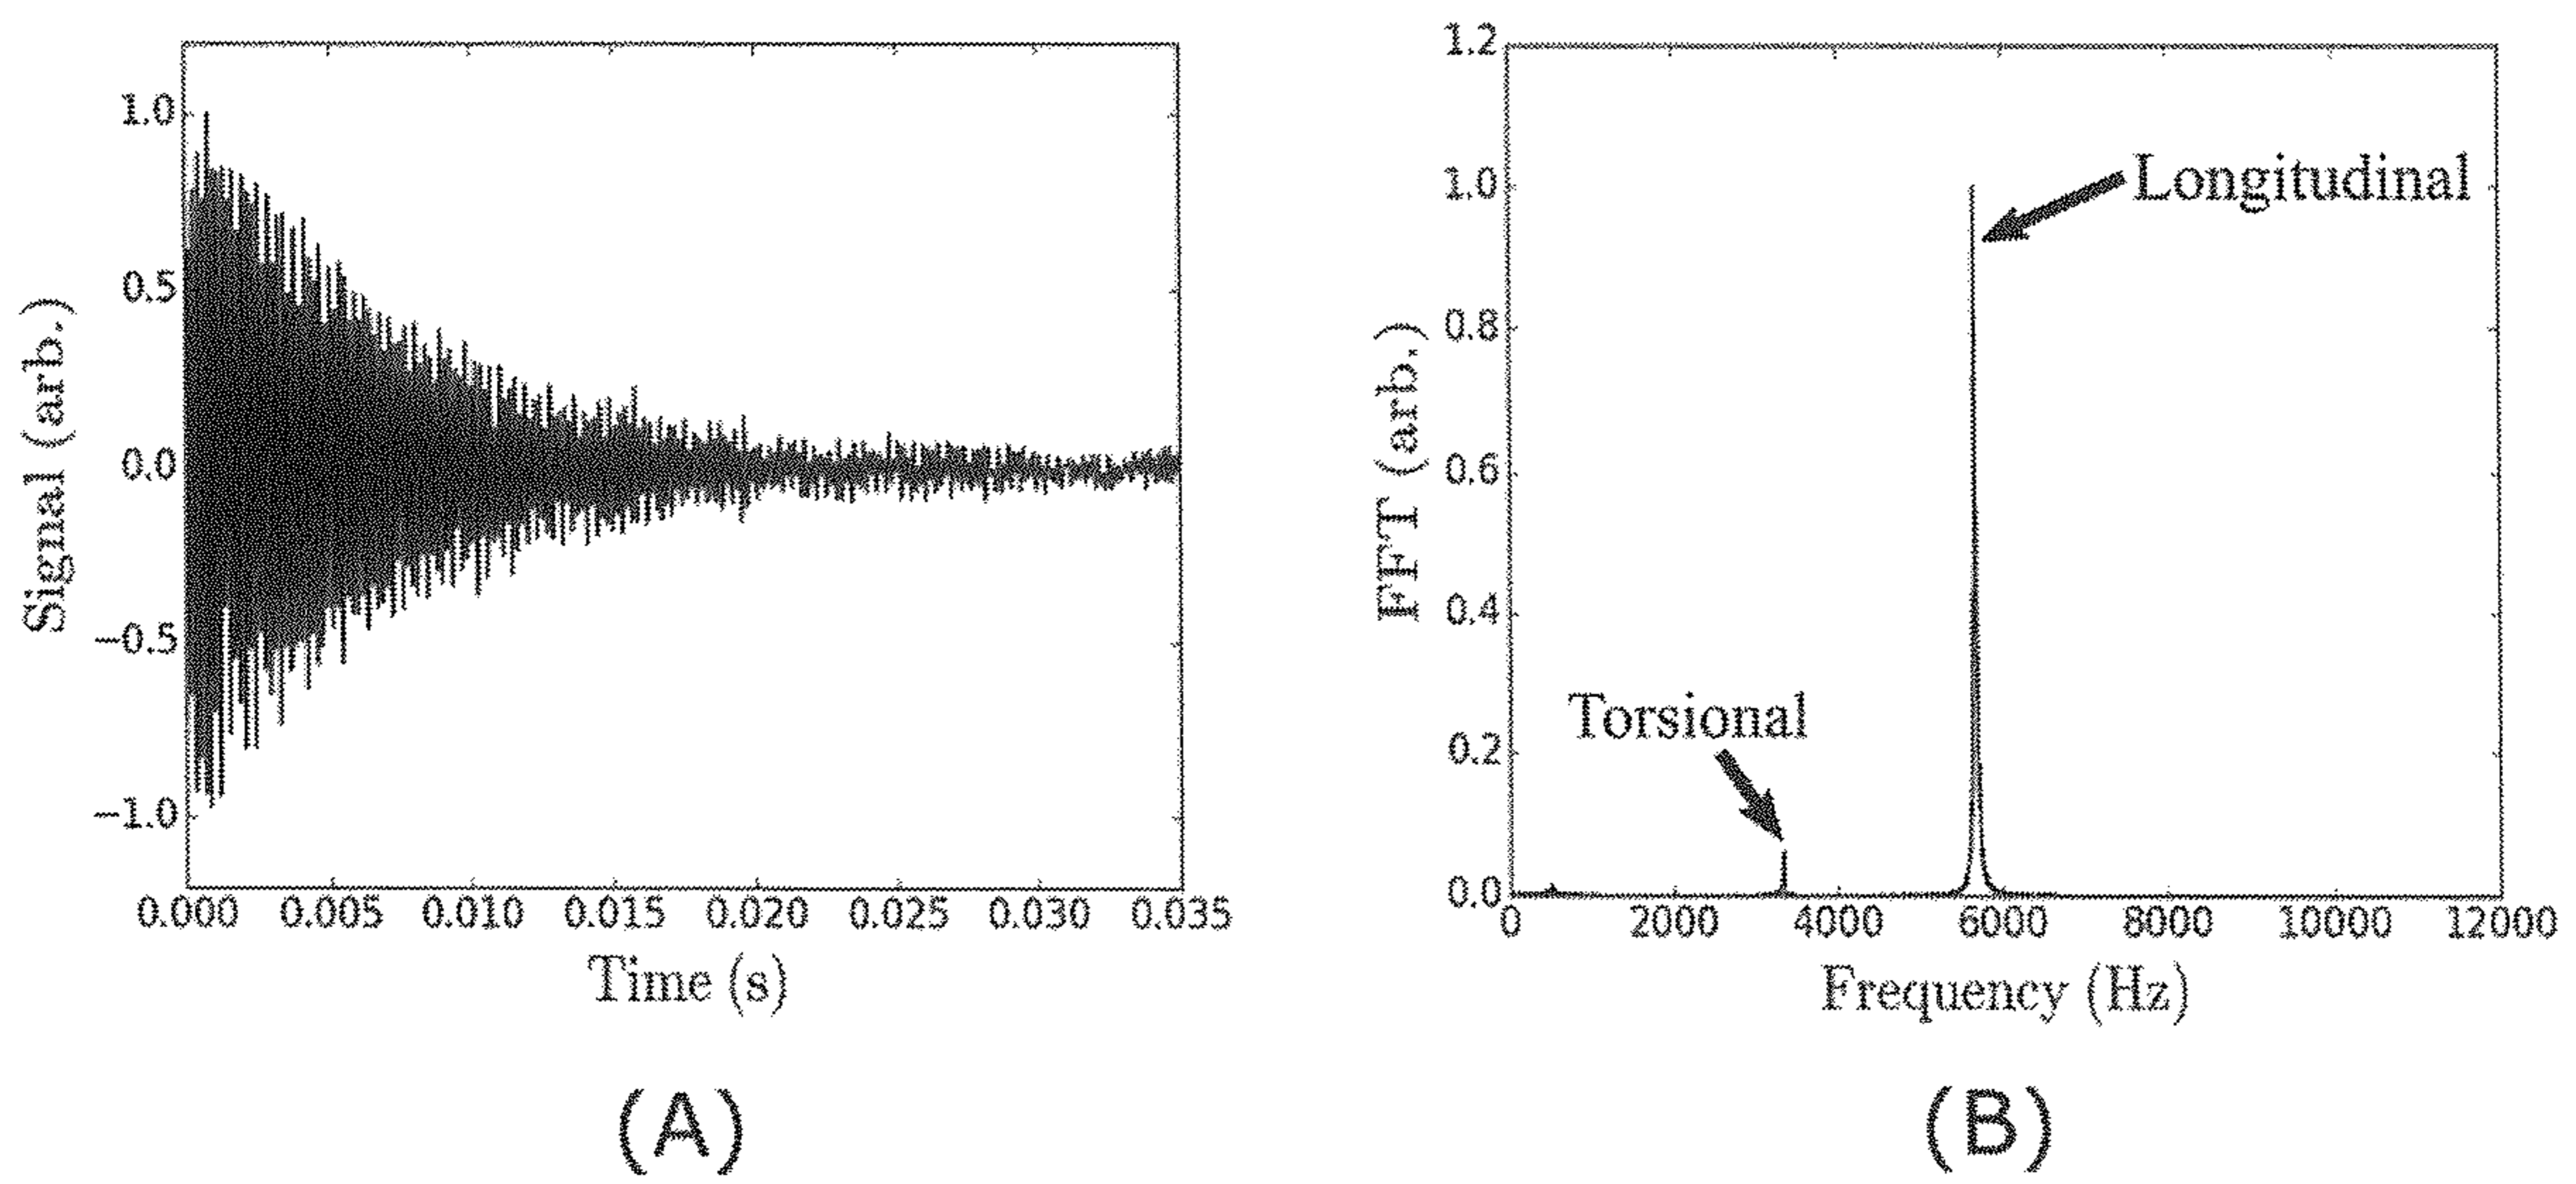 1.0
0.5
0.0
−0.5
−1.0
Signal (arb.)
0.000 0.005 0.010 0.015 0.020 0.025 0.030 0.035
Time (s)
(A)
1.2
1.0
0.8
0.6
0.4
0.2
0.0
FFT (arb.)
Longitudinal
Torsional
0 2000 4000 6000 8000 10000 12000
Frequency (Hz)
(B)